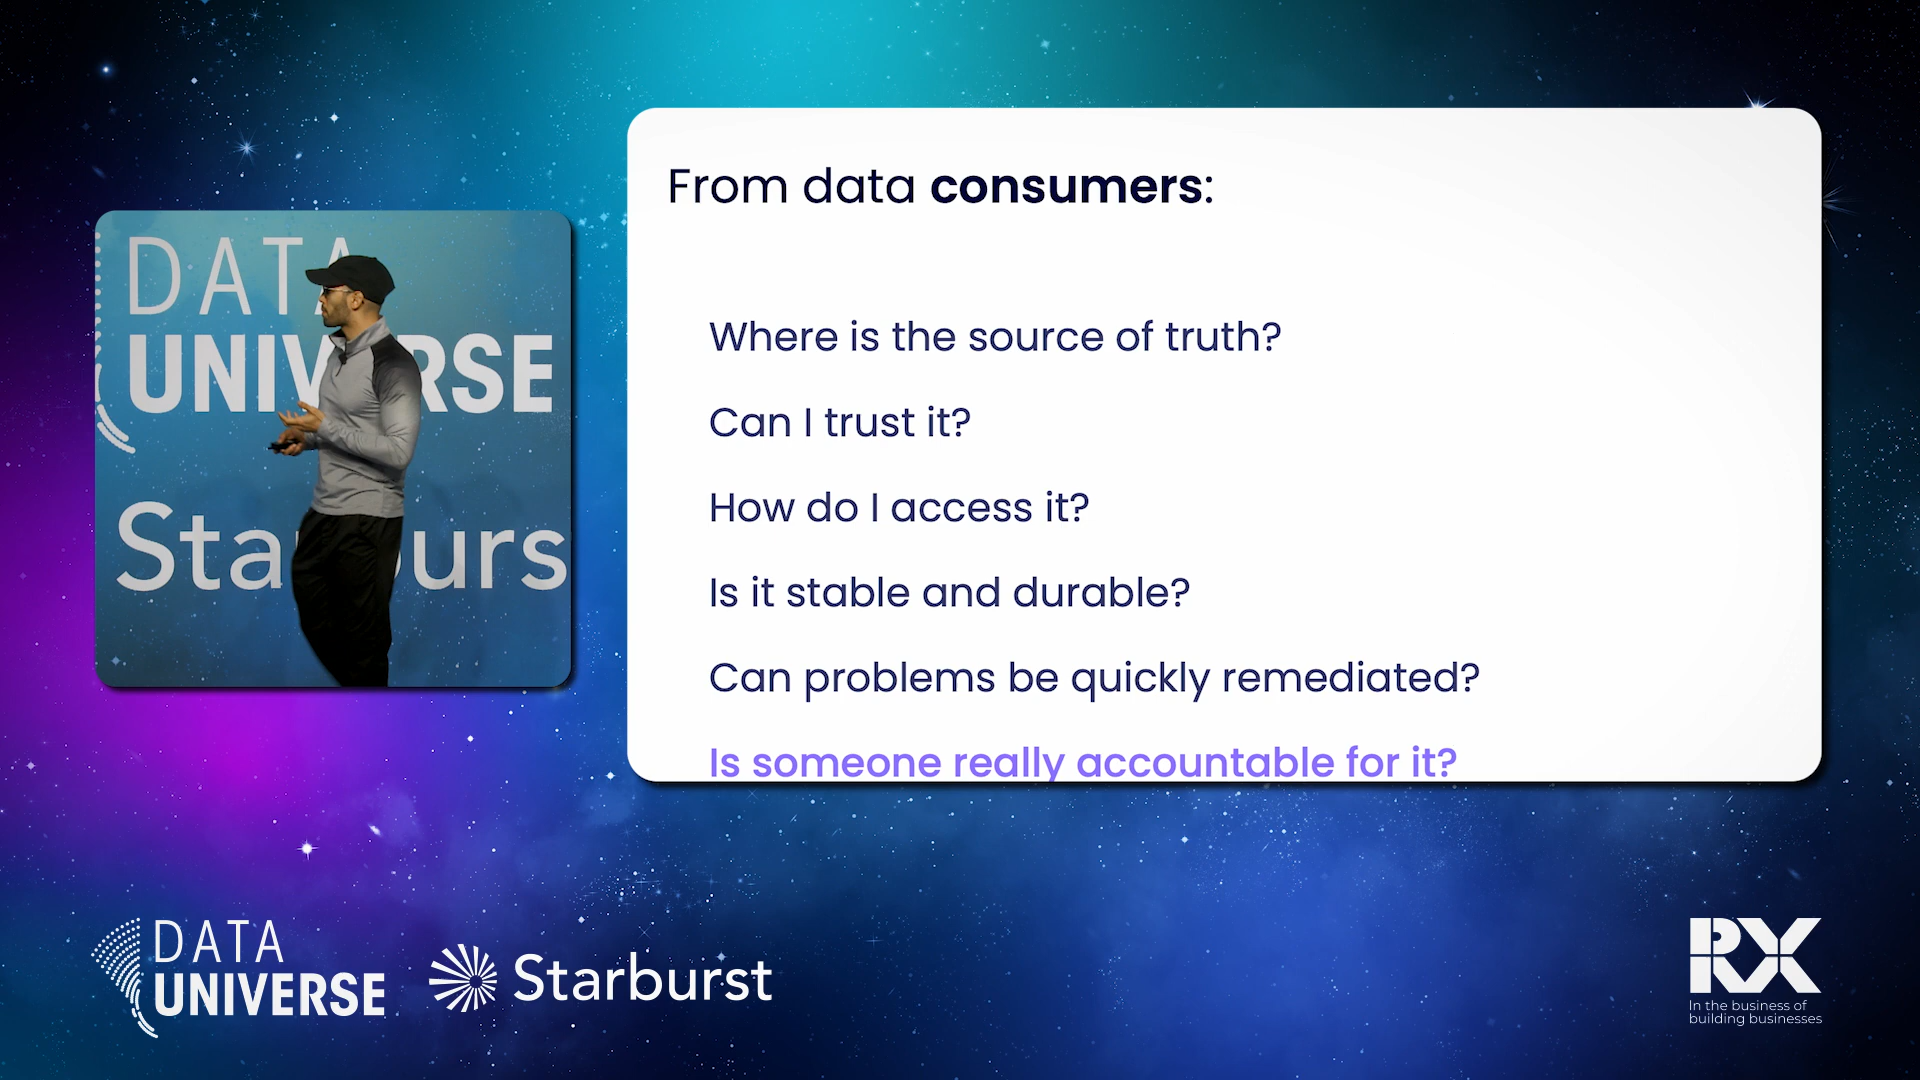 From data consumers:
Where is the source of truth?
Can I trust it?
How do I access it?
Is it stable and durable?
Can problems be quickly remediated?
Is someone really accountable for it?
DATA
UNIVERSE
Starburst
DATA
UNIVERSE
Starburst
RX
In the business of
building businesses